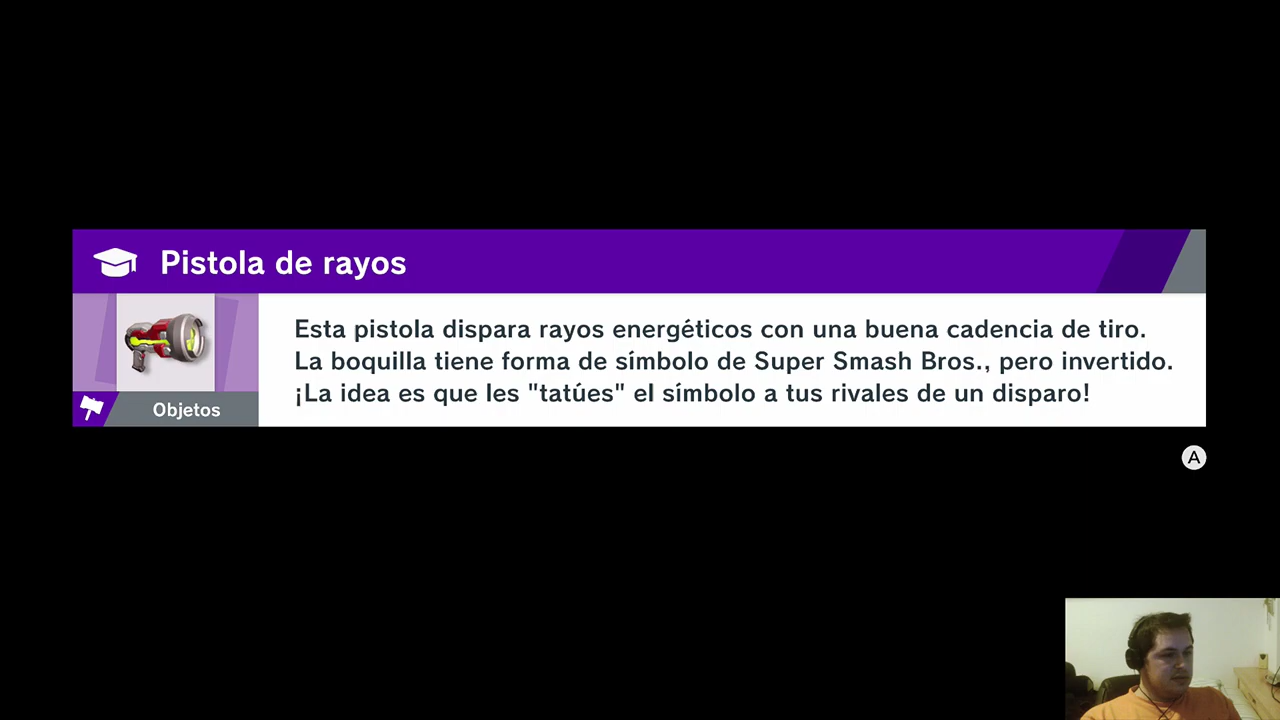 Pistola de rayos
Esta pistola dispara rayos energéticos con una buena cadencia de tiro.
La boquilla tiene forma de símbolo de Super Smash Bros., pero invertido.
¡La idea es que les "tatúes" el símbolo a tus rivales de un disparo!
Objetos
A